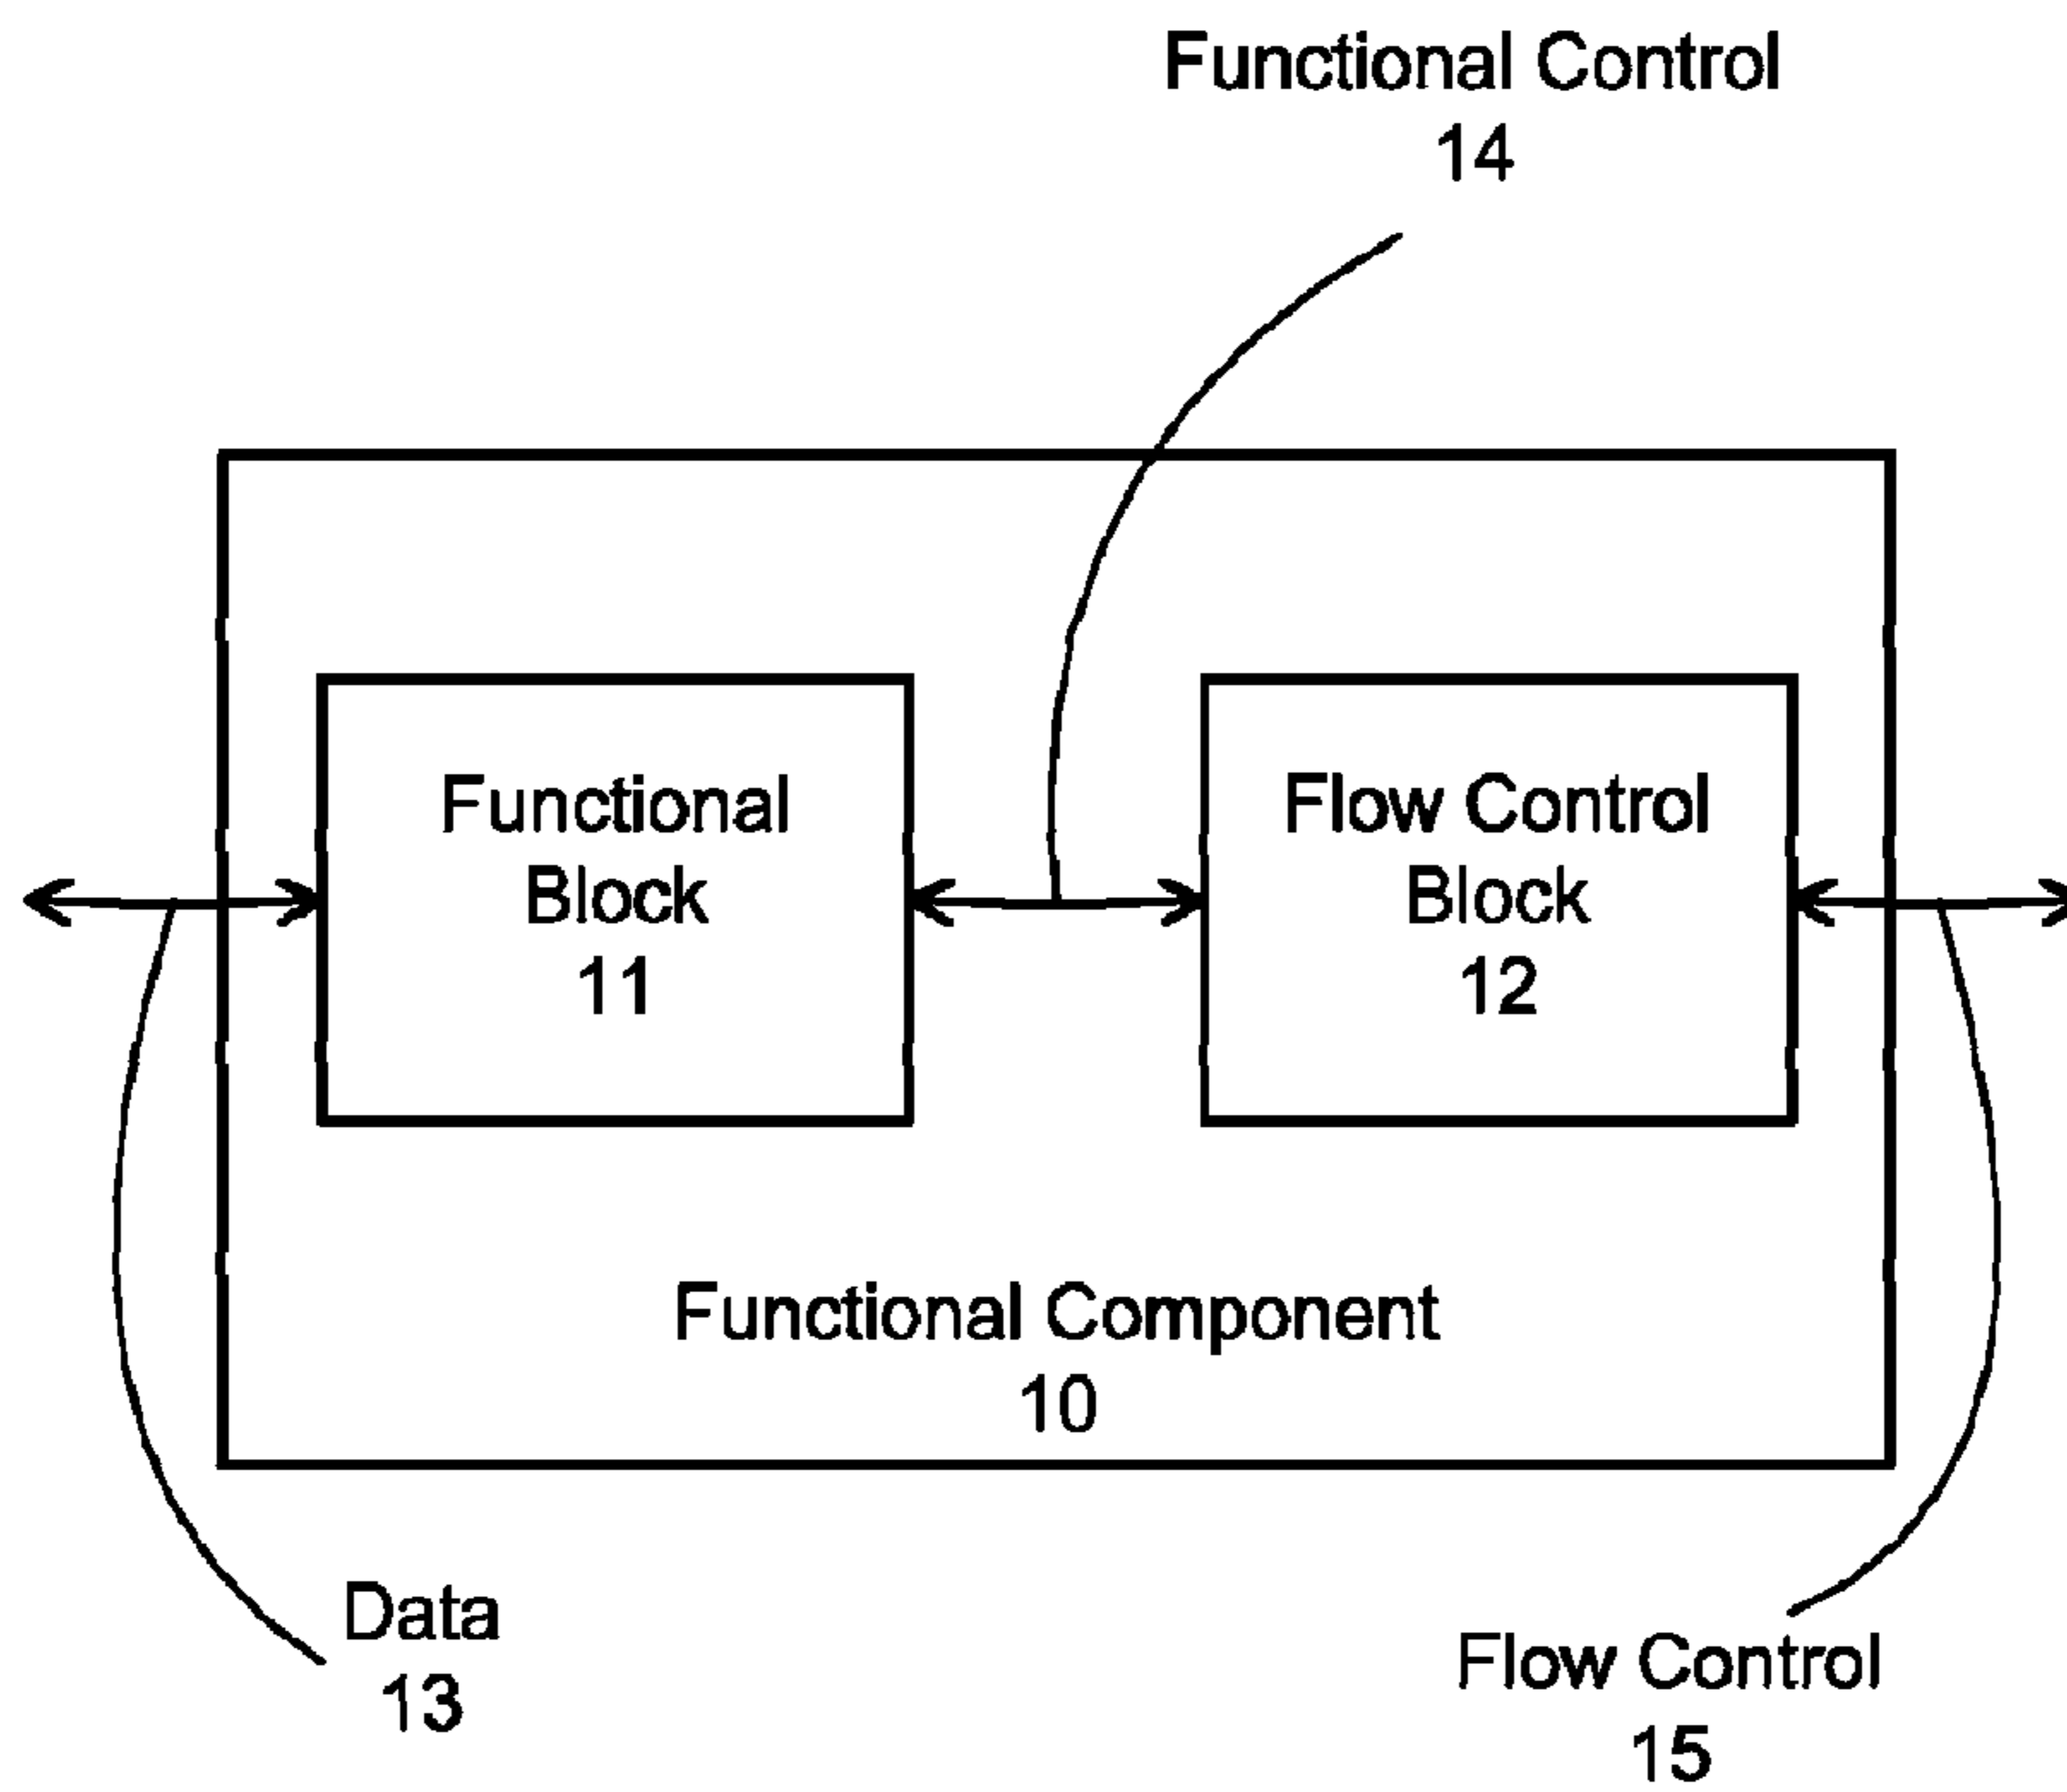 Functional Control
14
Functional
Block
11
Flow Control
Block
12
Functional Component
10
Data
13
Flow Control
15